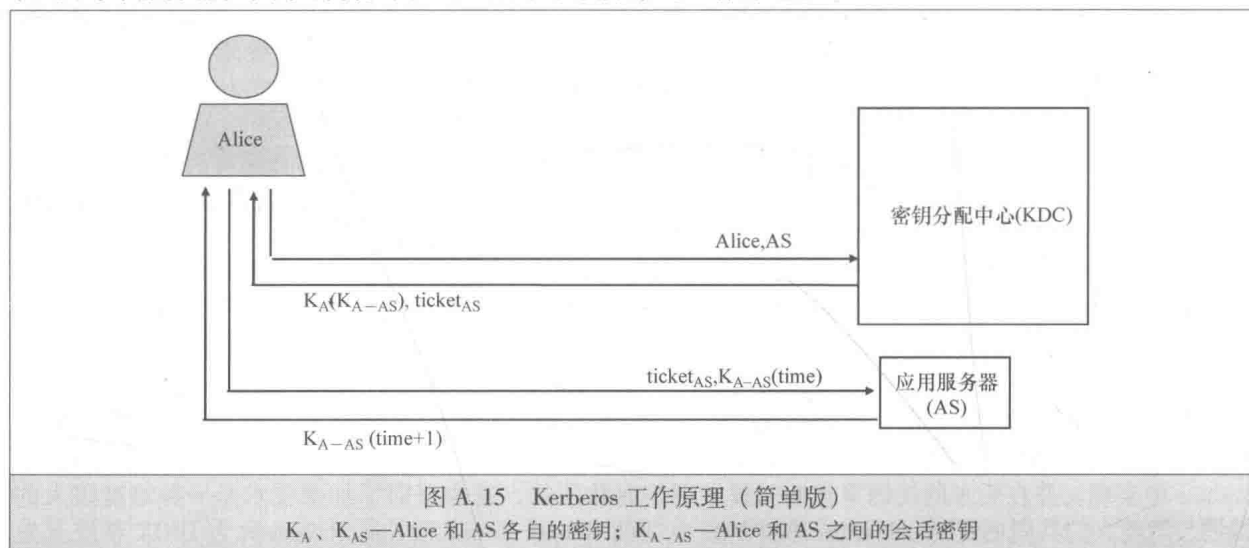 Alice
密钥分配中心(KDC)
Alice,AS
K_A(K_A−AS), ticket_AS
ticket_AS,K_A–AS(time)
应用服务器
(AS)
K_A−AS (time+1)
图 A. 15 Kerberos 工作原理（简单版）
K_A、K_AS—Alice 和 AS 各自的密钥；K_A−AS—Alice 和 AS 之间的会话密钥